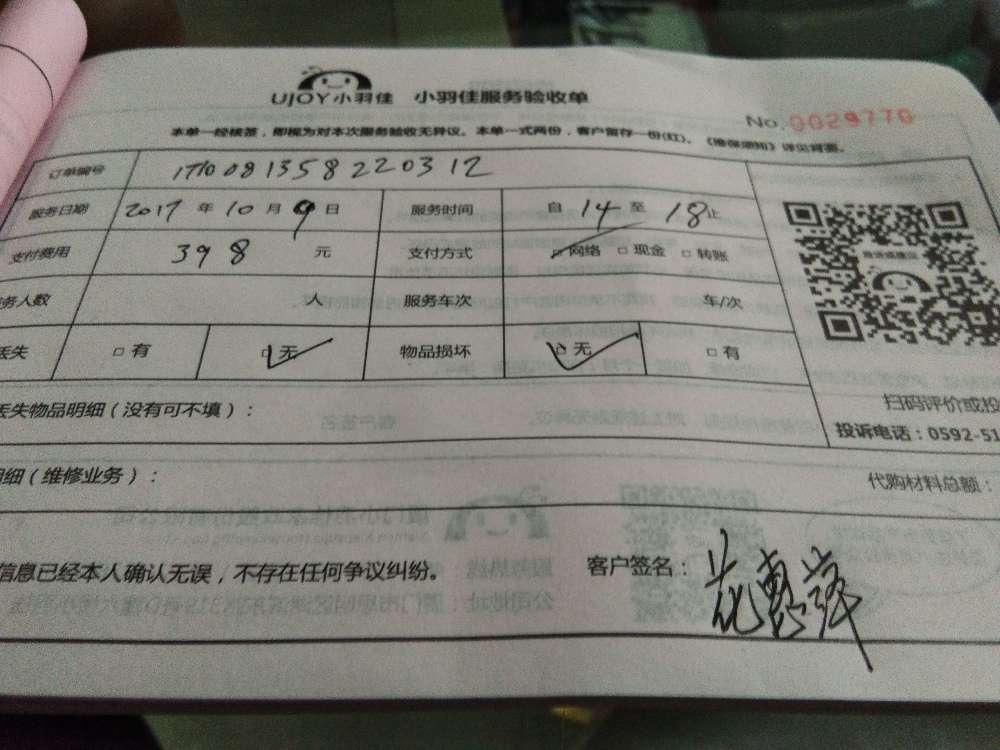 UJOY小羽佳 小羽佳服务验收单
No. 0029770
本单一经核签，即视为对本次服务验收无异议。本单一式两份，客户留存一份(红)。《维保须知》详见背面。
订单编号 171008135822 0312
服务日期 2017 年 10 月 9 日 服务时间 自 14 至 18 止
支付费用 398 元 支付方式 网络 □ 现金 □ 转账
务人数 人 服务车次 车/次
丢失 □ 有 □ 无 物品损坏 □ 无 □ 有
丢失物品明细（没有可不填）：
扫码评价或投
投诉电话：0592-51
细（维修业务）： 代购材料总额：
信息已经本人确认无误，不存在任何争议纠纷。 客户签名：